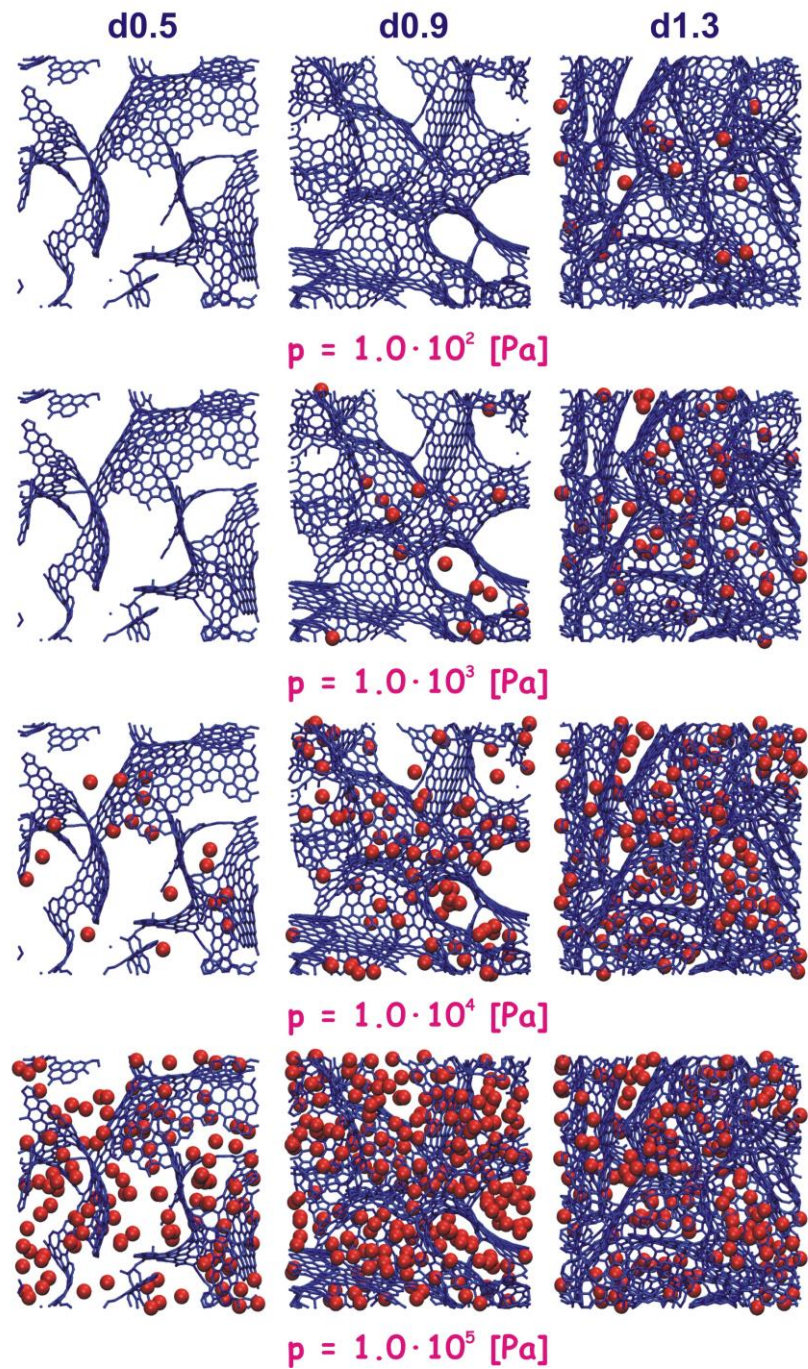 d0.5 d0.9 d1.3
p = 1.0·10² [Pa]
p = 1.0·10³ [Pa]
p = 1.0·10⁴ [Pa]
p = 1.0·10⁵ [Pa]